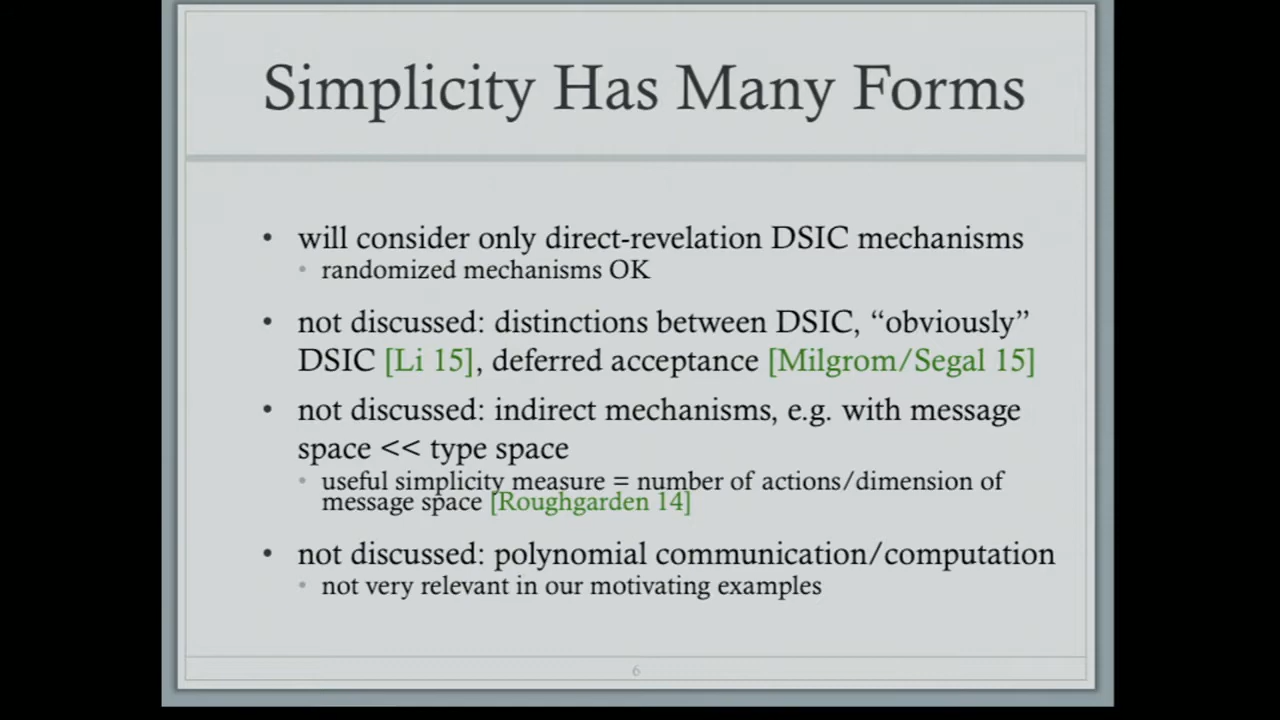 Simplicity Has Many Forms
• will consider only direct-revelation DSIC mechanisms
• randomized mechanisms OK
• not discussed: distinctions between DSIC, “obviously”
DSIC [Li 15], deferred acceptance [Milgrom/Segal 15]
• not discussed: indirect mechanisms, e.g. with message
space << type space
• useful simplicity measure = number of actions/dimension of
message space [Roughgarden 14]
• not discussed: polynomial communication/computation
• not very relevant in our motivating examples
6